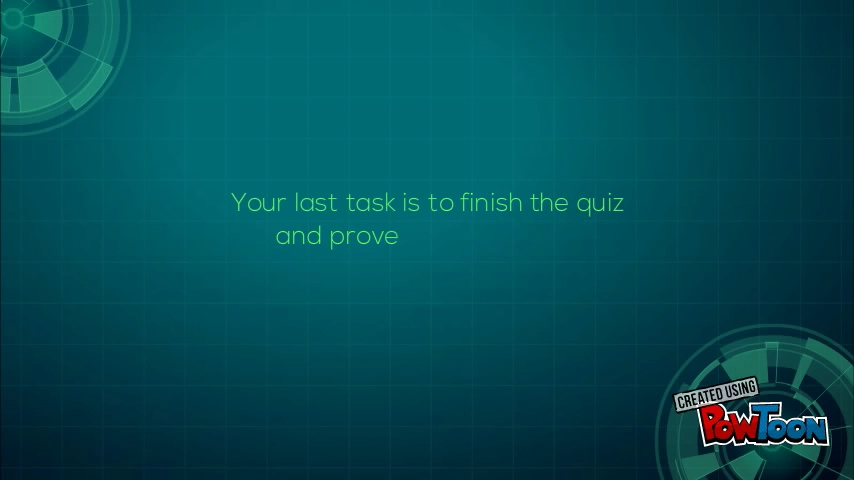 Your last task is to finish the quiz
and prove
CREATED USING
POWTOON